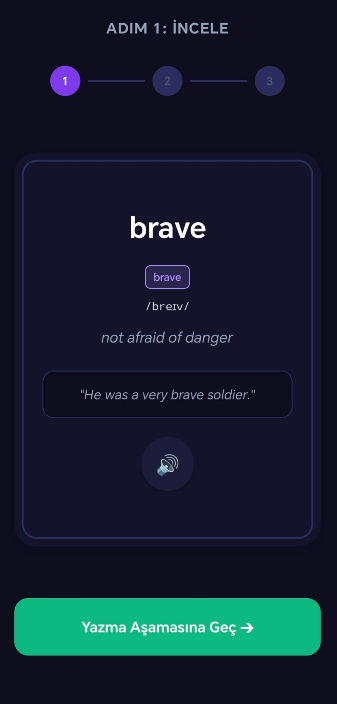 ADIM 1: İNCELE
1 2 3
brave
brave
/breɪv/
not afraid of danger
"He was a very brave soldier."
Yazma Aşamasına Geç →